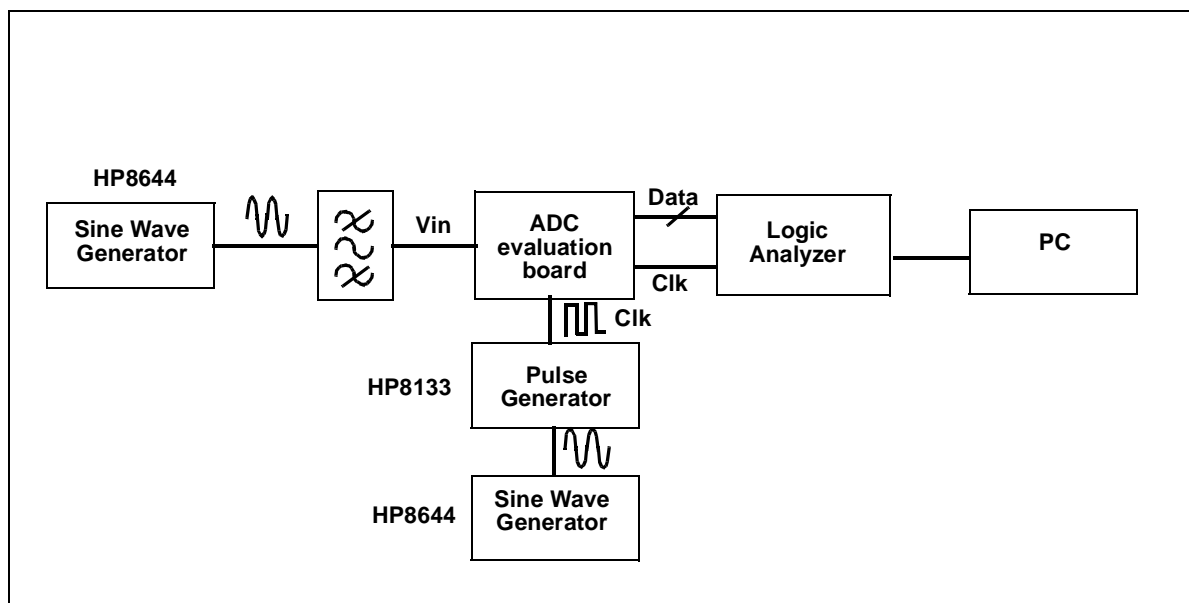 HP8644
Sine Wave
Generator
Vin
ADC
evaluation
board
Data
Clk
Logic
Analyzer
PC
Clk
HP8133
Pulse
Generator
HP8644
Sine Wave
Generator